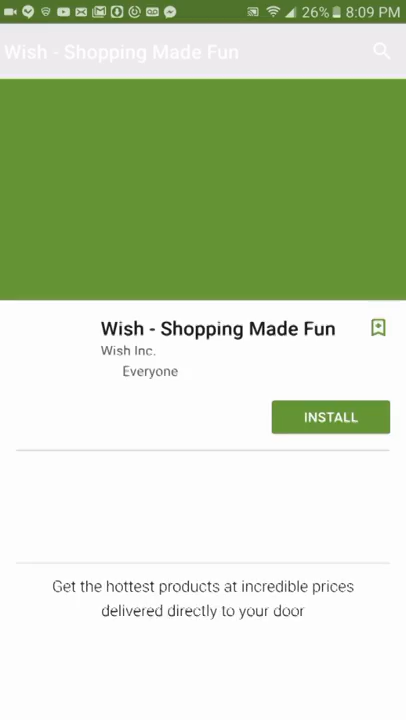 26% 8:09 PM
Wish - Shopping Made Fun
Wish - Shopping Made Fun
Wish Inc.
Everyone
INSTALL
Get the hottest products at incredible prices
delivered directly to your door